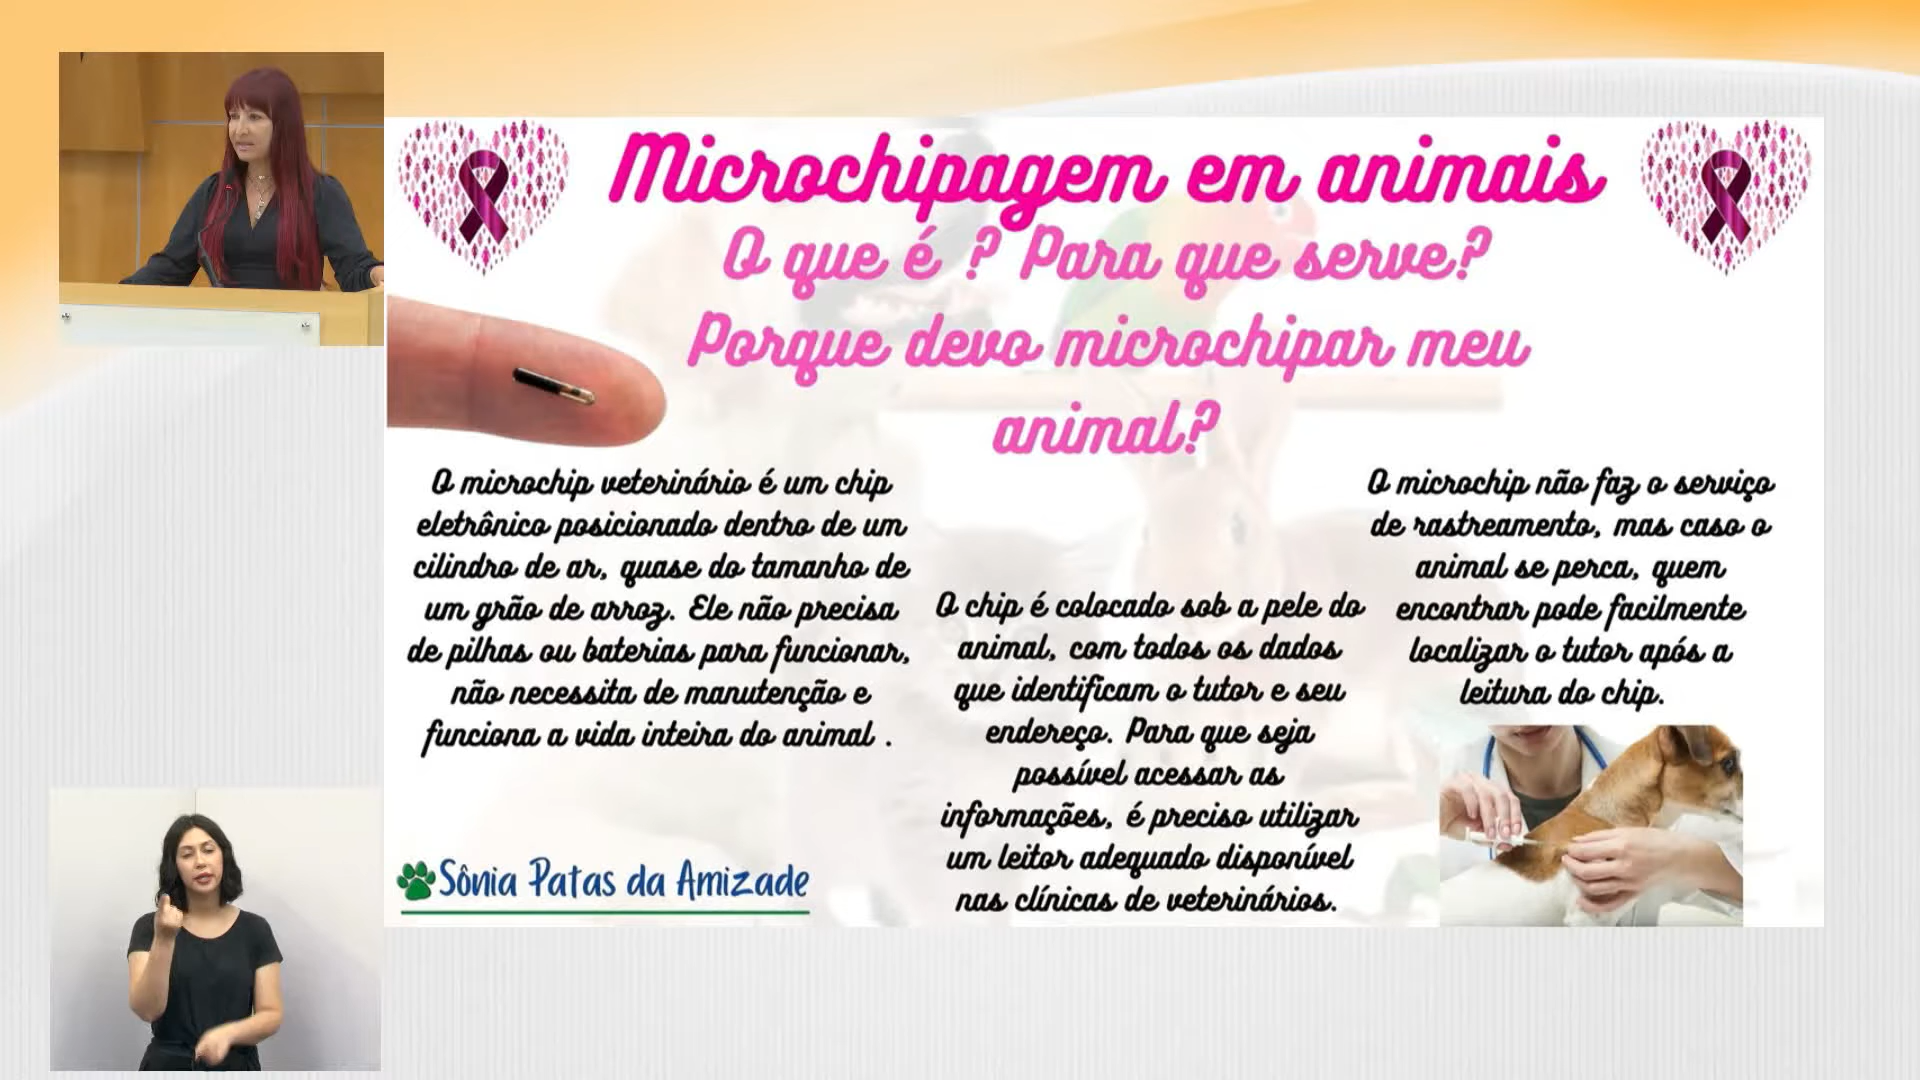 Microchipagem em animais
O que é ? Para que serve?
Porque devo microchipar meu
animal?
O microchip veterinário é um chip
eletrônico posicionado dentro de um
cilindro de ar, quase do tamanho de
um grão de arroz. Ele não precisa
de pilhas ou baterias para funcionar,
não necessita de manutenção e
funciona a vida inteira do animal .
O chip é colocado sob a pele do
animal, com todos os dados
que identificam o tutor e seu
endereço. Para que seja
possível acessar as
informações, é preciso utilizar
um leitor adequado disponível
nas clínicas de veterinários.
O microchip não faz o serviço
de rastreamento, mas caso o
animal se perca, quem
encontrar pode facilmente
localizar o tutor após a
leitura do chip.
Sônia Patas da Amizade